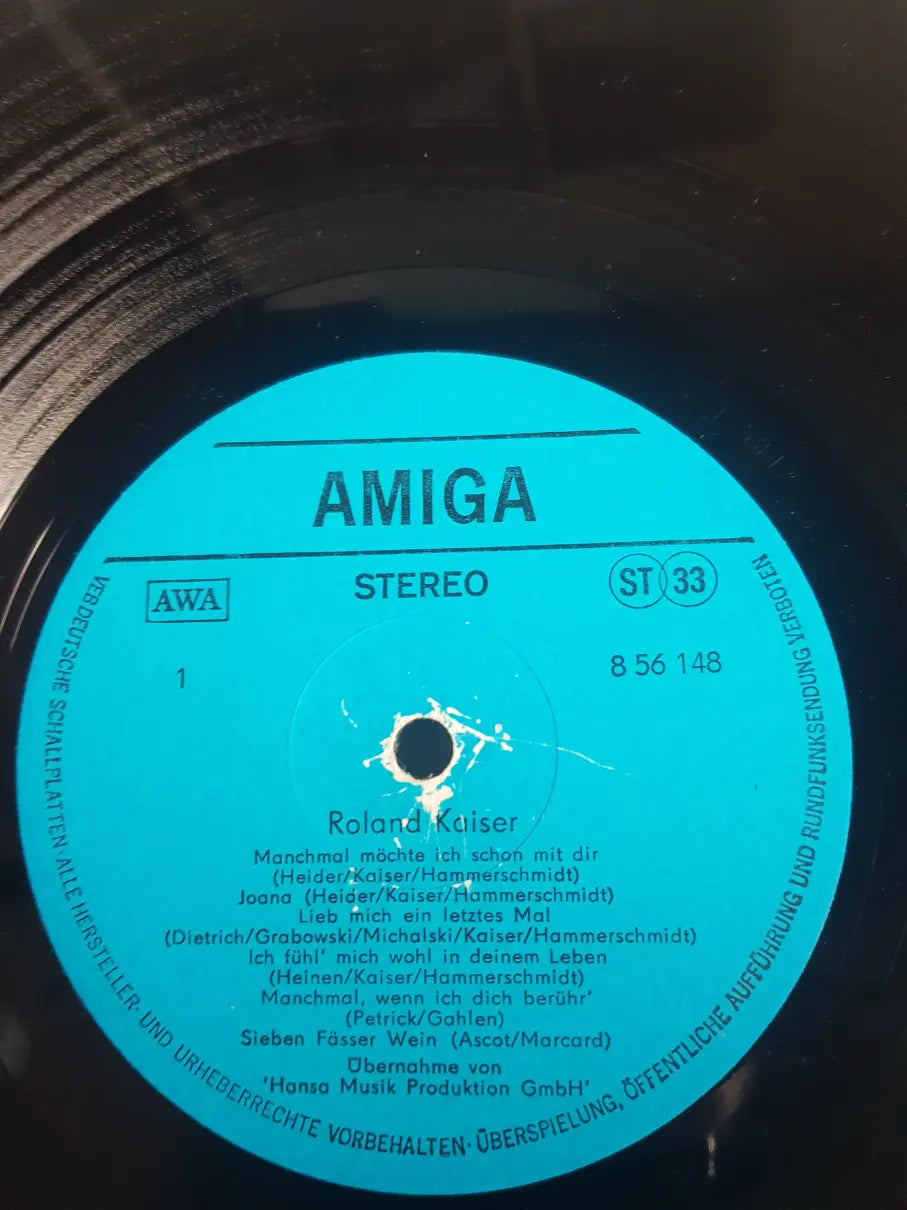 AMIGA
AWA
STEREO
ST 33
1
8 56 148
Roland Kaiser
Manchmal möchte ich schon mit dir
(Heider/Kaiser/Hammerschmidt)
Joana (Heider/Kaiser/Hammerschmidt)
Lieb mich ein letztes Mal
(Dietrich/Grabowski/Michalski/Kaiser/Hammerschmidt)
Ich fühl' mich wohl in deinem Leben
(Heinen/Kaiser/Hammerschmidt)
Manchmal, wenn ich dich berühr'
(Petrick/Gahlen)
Sieben Fässer Wein (Ascot/Marcard)
Übernahme von
'Hansa Musik Produktion GmbH'
VEB DEUTSCHE SCHALLPLATTEN · ALLE HERSTELLER- UND URHEBERRECHTE VORBEHALTEN · ÜBERSPIELUNG, ÖFFENTLICHE AUFFÜHRUNG UND RUNDFUNKSENDUNG VERBOTEN